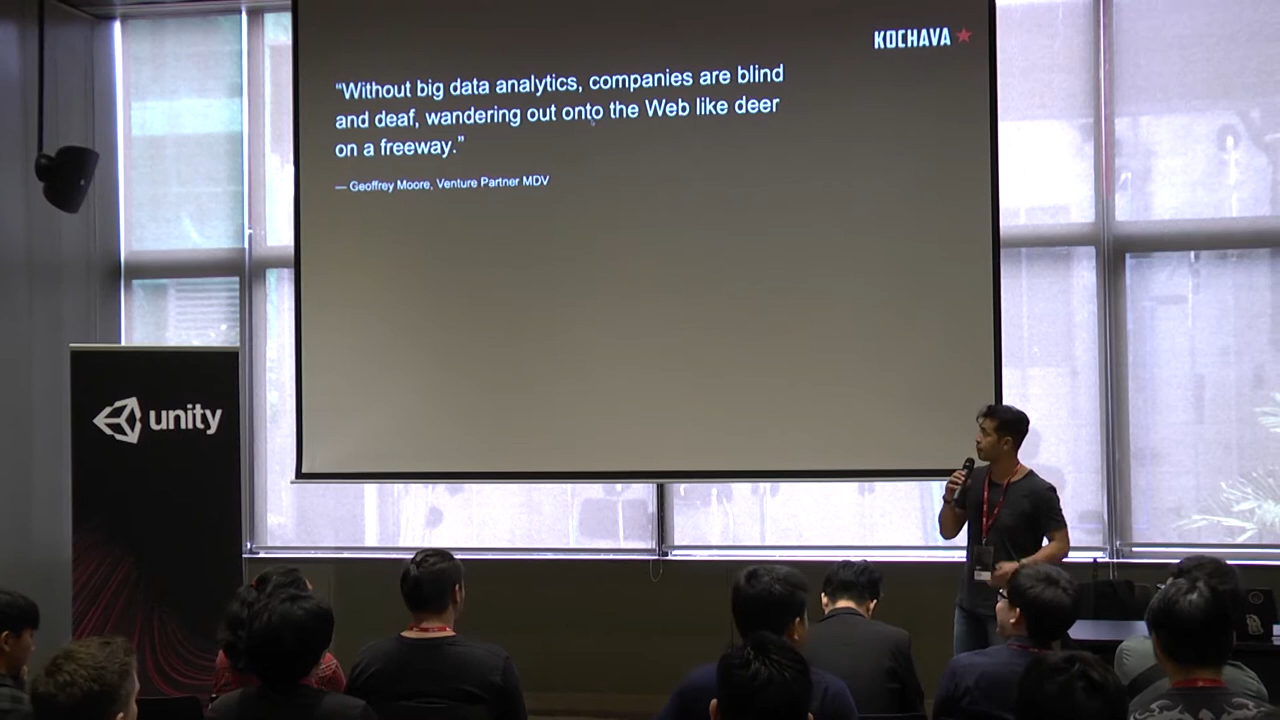 KOCHAVA
“Without big data analytics, companies are blind
and deaf, wandering out onto the Web like deer
on a freeway.”
— Geoffrey Moore, Venture Partner MDV
unity